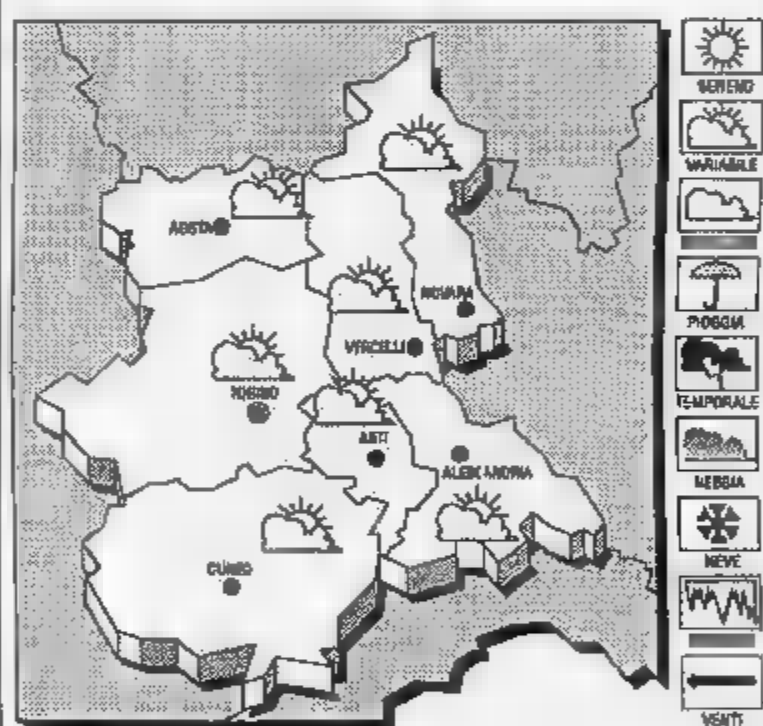 SERENO
VARIABILE
AOSTA
NOVARA
PIOGGIA
VERCELLI
TORINO
TEMPORALE
ASTI
ALESSANDRIA
NEBBIA
CUNEO
NEVE
VENTI